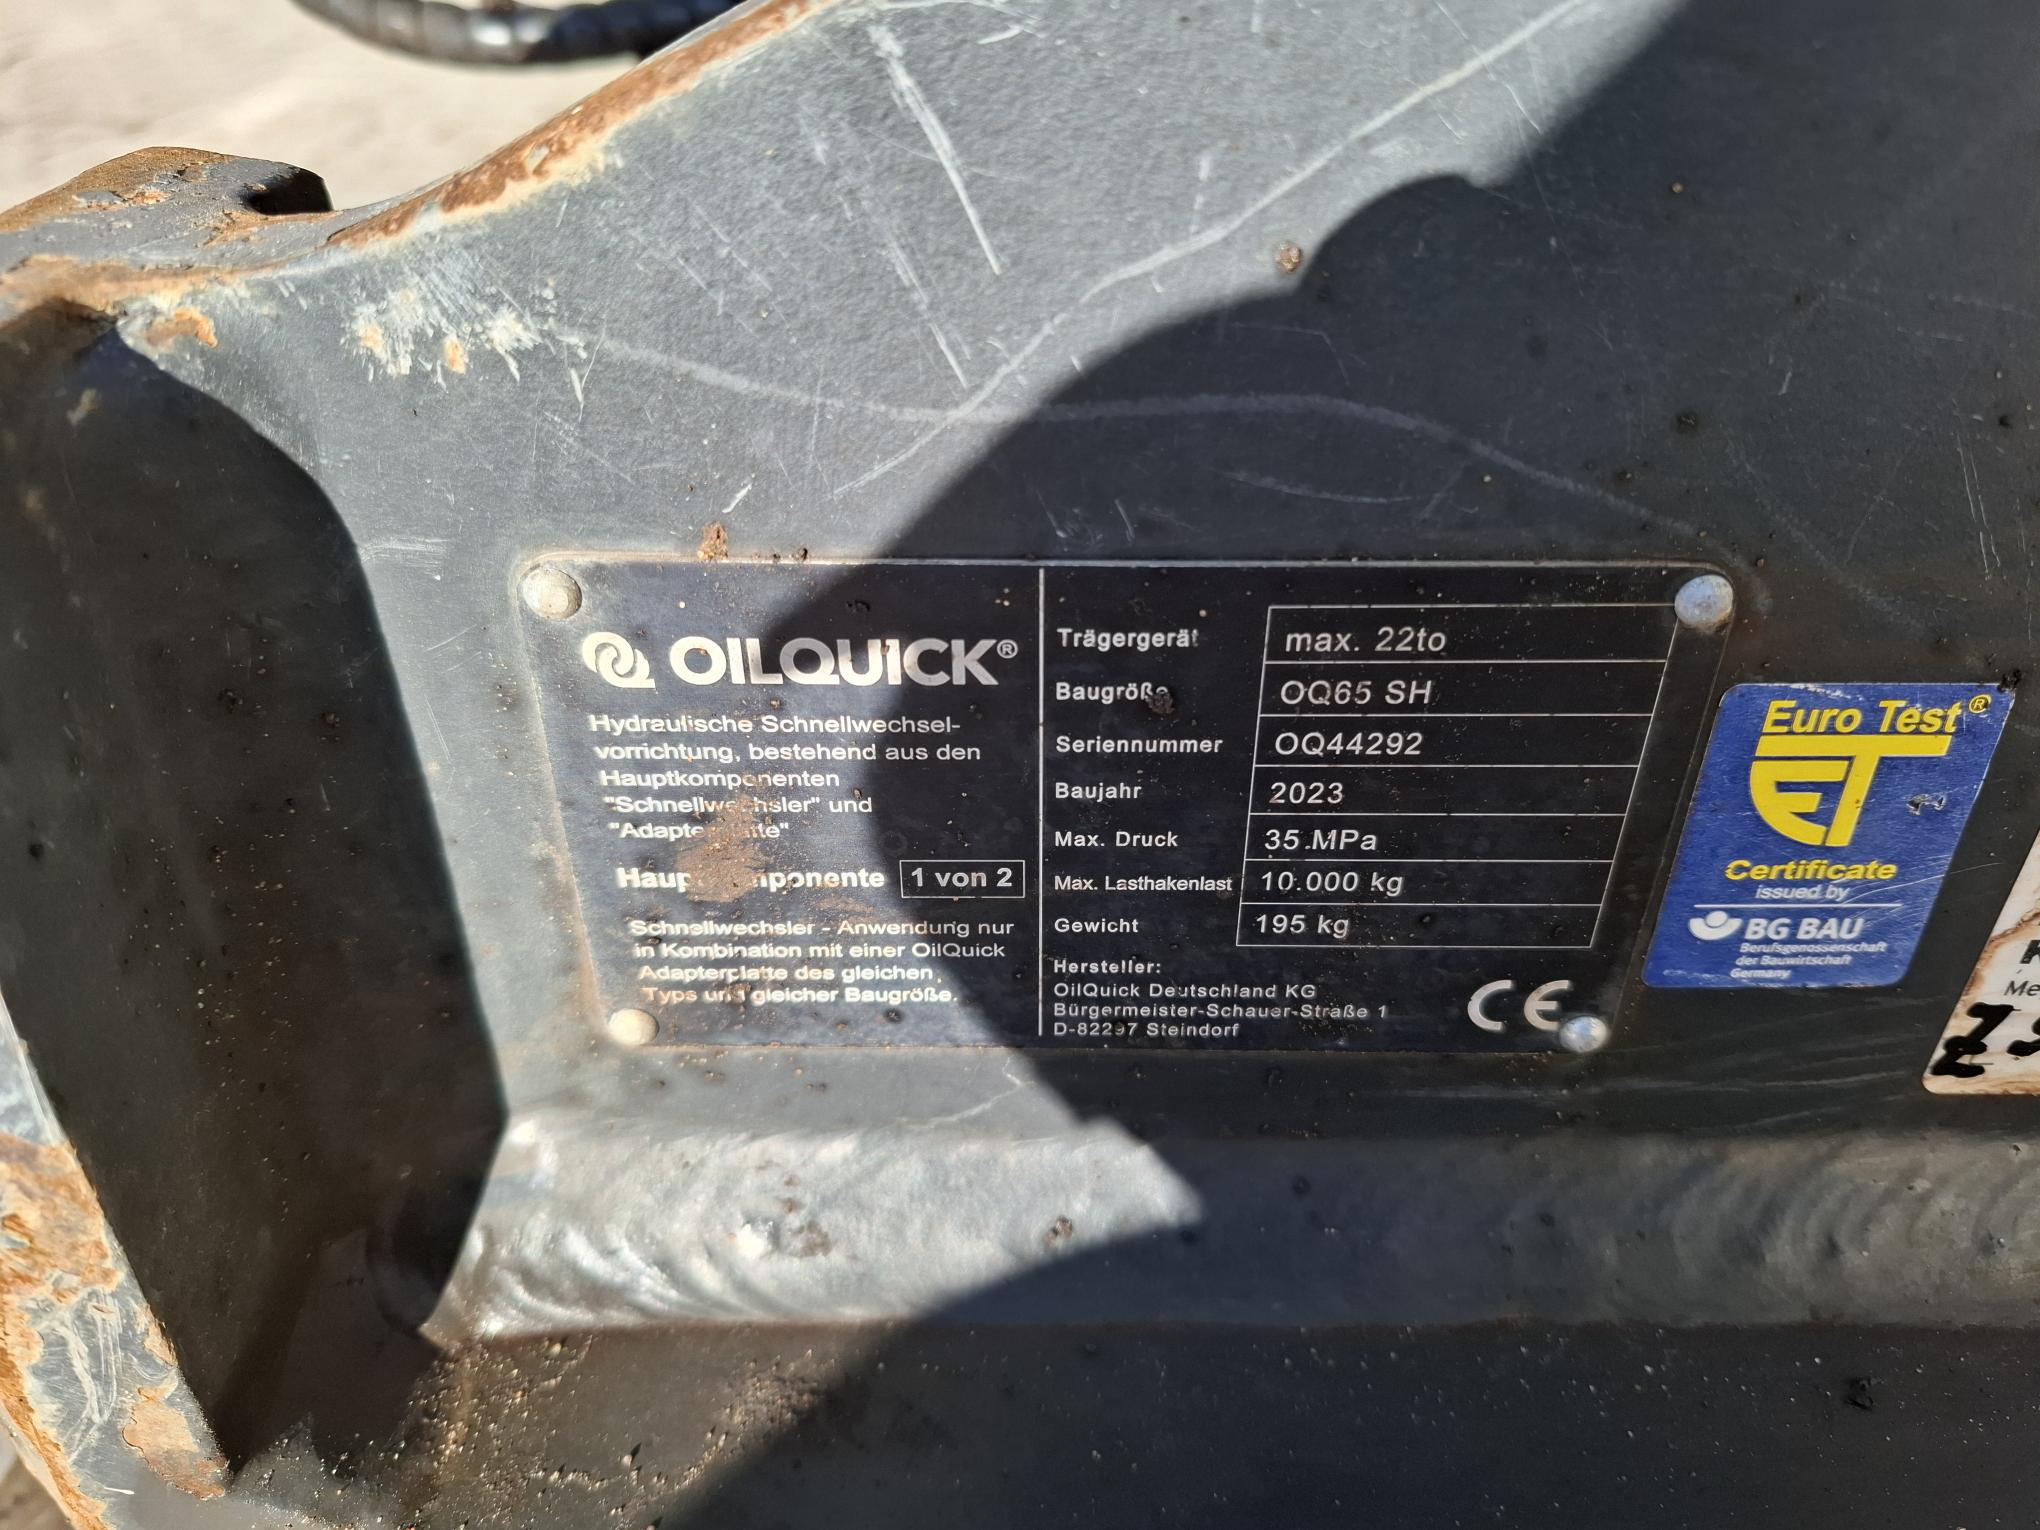 OILQUICK®
Hydraulische Schnellwechsel-
vorrichtung, bestehend aus den
Hauptkomponenten
"Schnellwechsler" und
"Adapterplatte"
Hauptkomponente 1 von 2
Schnellwechsler - Anwendung nur
in Kombination mit einer OilQuick
Adapterplatte des gleichen
Typs und gleicher Baugröße.
Trägergerät max. 22to
Baugröße OQ65 SH
Seriennummer OQ44292
Baujahr 2023
Max. Druck 35 MPa
Max. Lasthakenlast 10.000 kg
Gewicht 195 kg
Hersteller:
OilQuick Deutschland KG
Bürgermeister-Schauer-Straße 1
D-82297 Steindorf
CE
Euro Test®
ET
Certificate
issued by
BG BAU
Berufsgenossenschaft
der Bauwirtschaft
Germany